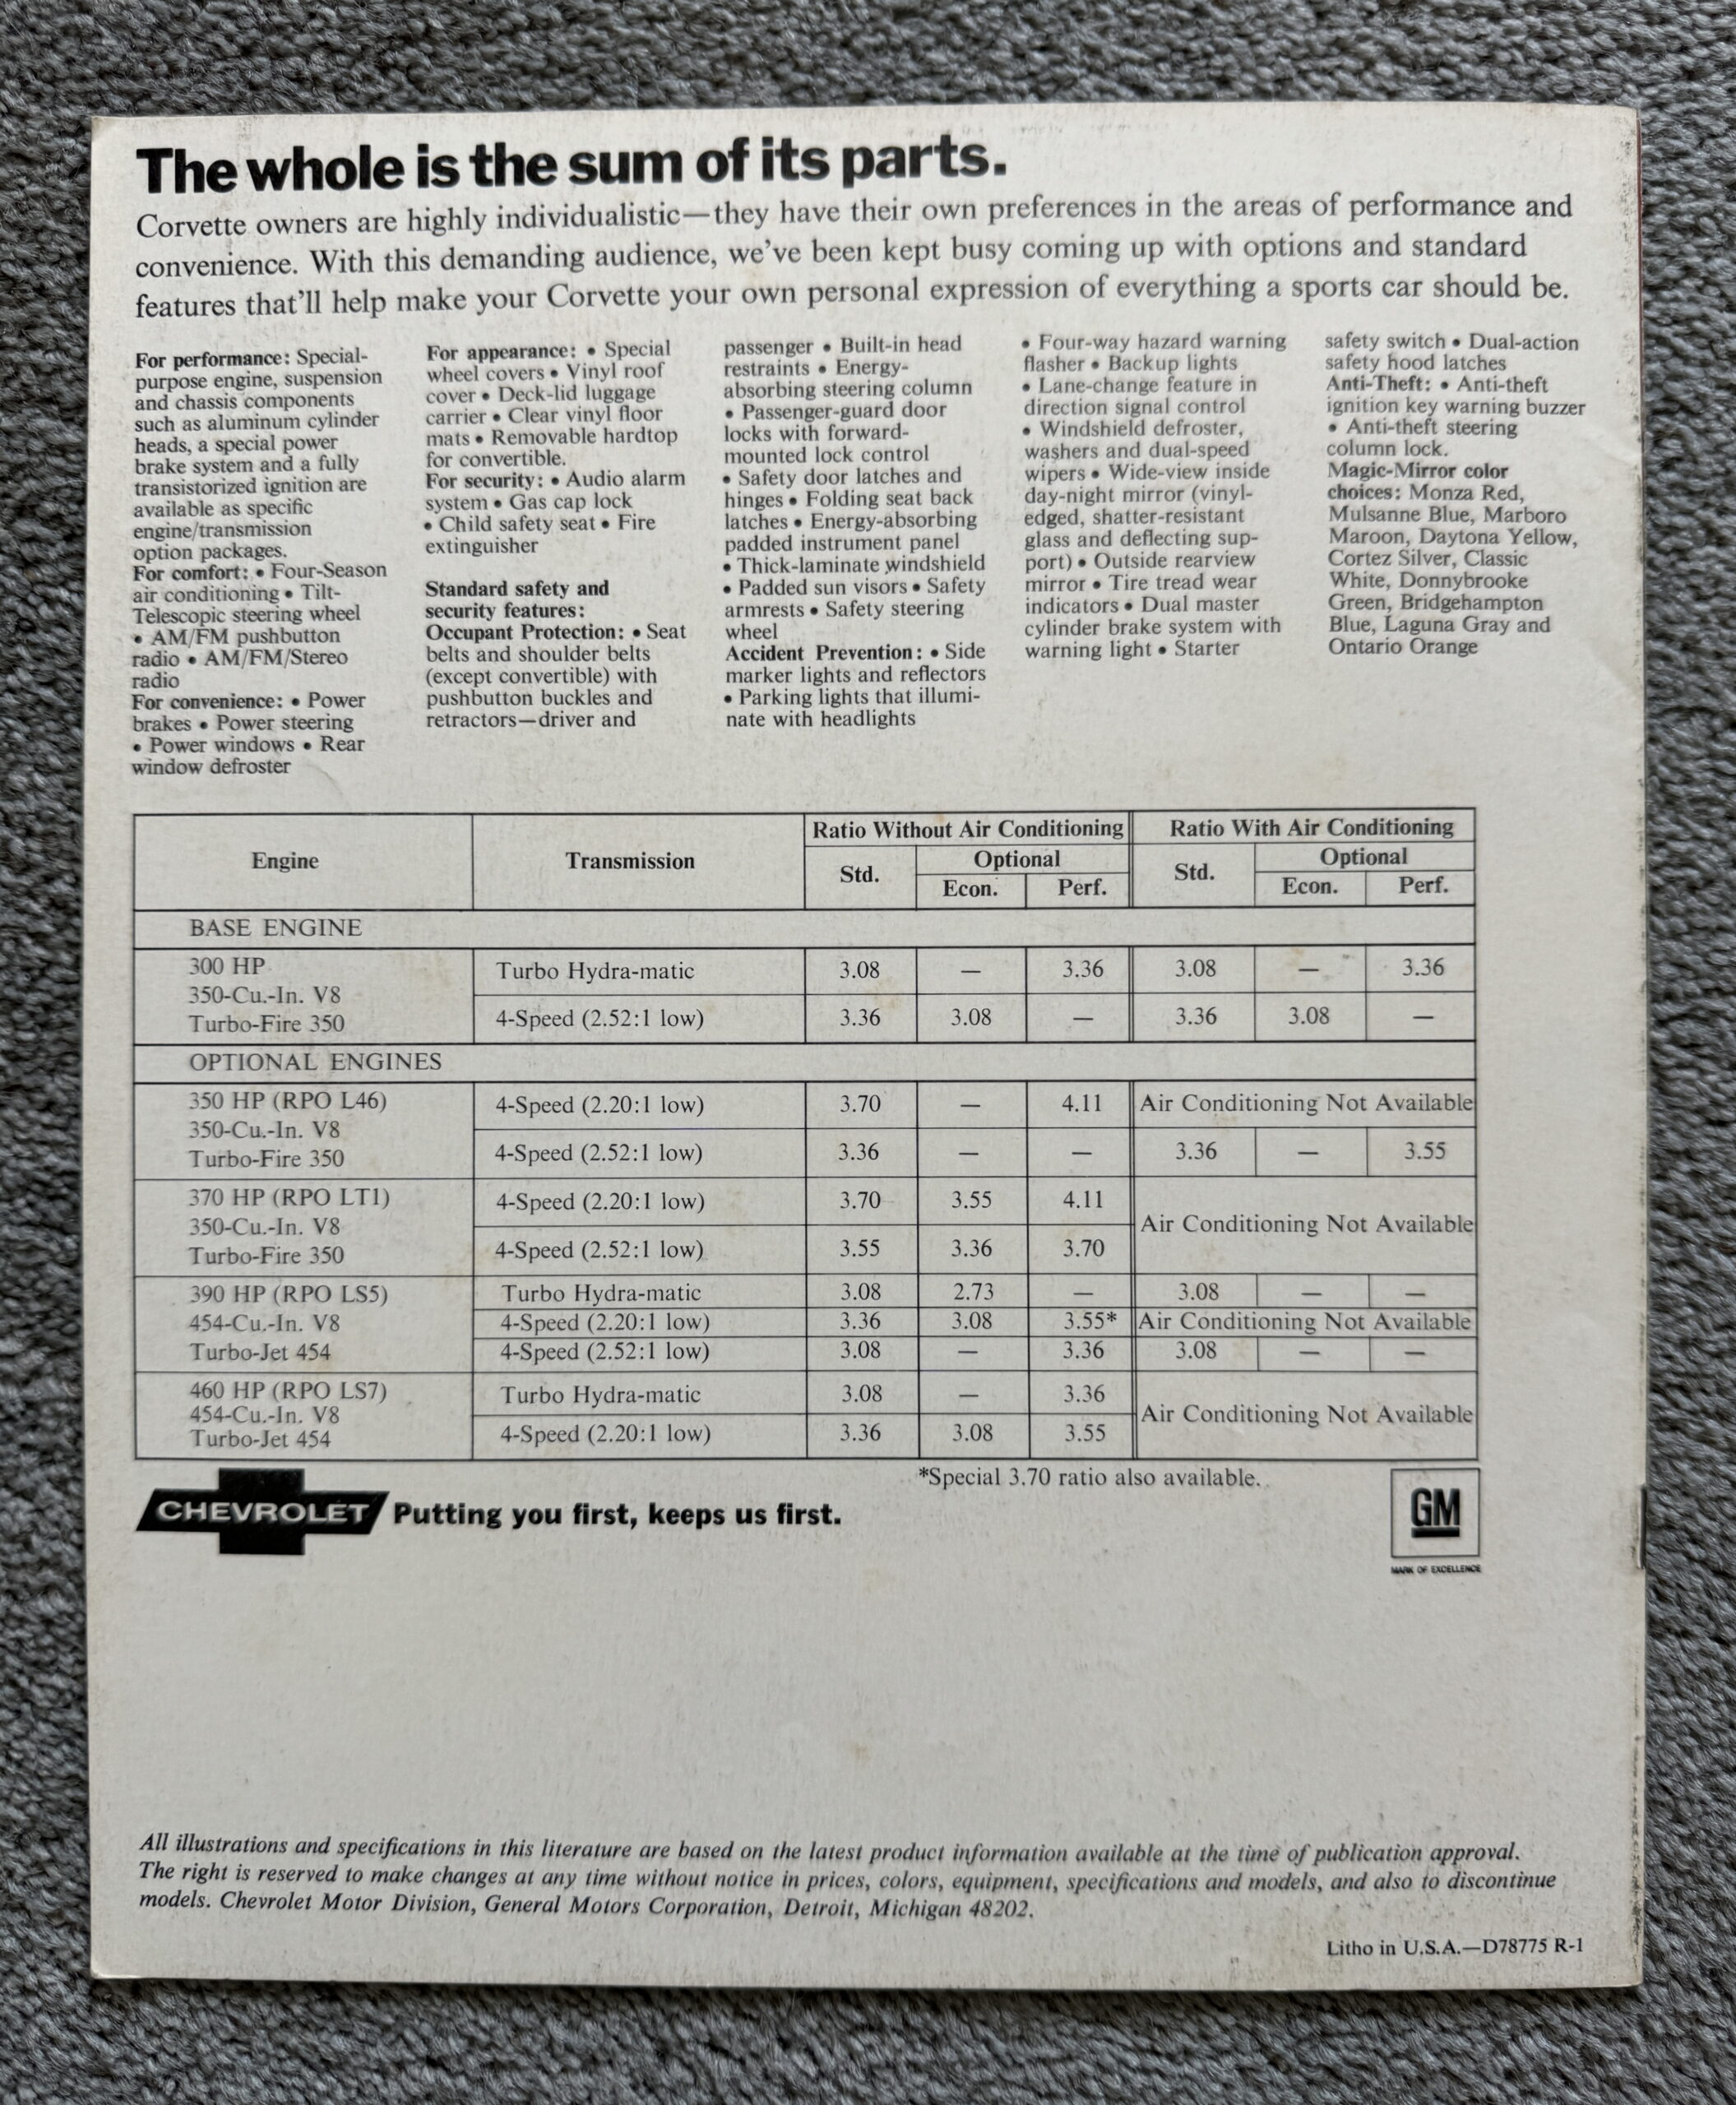 The whole is the sum of its parts.
Corvette owners are highly individualistic—they have their own preferences in the areas of performance and
convenience. With this demanding audience, we've been kept busy coming up with options and standard
features that'll help make your Corvette your own personal expression of everything a sports car should be.
For performance: Special-
purpose engine, suspension
and chassis components
such as aluminum cylinder
heads, a special power
brake system and a fully
transistorized ignition are
available as specific
engine/transmission
option packages.
For comfort: • Four-Season
air conditioning • Tilt-
Telescopic steering wheel
• AM/FM pushbutton
radio • AM/FM/Stereo
radio
For convenience: • Power
brakes • Power steering
• Power windows • Rear
window defroster
For appearance: • Special
wheel covers • Vinyl roof
cover • Deck-lid luggage
carrier • Clear vinyl floor
mats • Removable hardtop
for convertible.
For security: • Audio alarm
system • Gas cap lock
• Child safety seat • Fire
extinguisher
Standard safety and
security features:
Occupant Protection: • Seat
belts and shoulder belts
(except convertible) with
pushbutton buckles and
retractors—driver and
passenger • Built-in head
restraints • Energy-
absorbing steering column
• Passenger-guard door
locks with forward-
mounted lock control
• Safety door latches and
hinges • Folding seat back
latches • Energy-absorbing
padded instrument panel
• Thick-laminate windshield
• Padded sun visors • Safety
armrests • Safety steering
wheel
Accident Prevention: • Side
marker lights and reflectors
• Parking lights that illumi-
nate with headlights
• Four-way hazard warning
flasher • Backup lights
• Lane-change feature in
direction signal control
• Windshield defroster,
washers and dual-speed
wipers • Wide-view inside
day-night mirror (vinyl-
edged, shatter-resistant
glass and deflecting sup-
port) • Outside rearview
mirror • Tire tread wear
indicators • Dual master
cylinder brake system with
warning light • Starter
safety switch • Dual-action
safety hood latches
Anti-Theft: • Anti-theft
ignition key warning buzzer
• Anti-theft steering
column lock.
Magic-Mirror color
choices: Monza Red,
Mulsanne Blue, Marboro
Maroon, Daytona Yellow,
Cortez Silver, Classic
White, Donnybrooke
Green, Bridgehampton
Blue, Laguna Gray and
Ontario Orange
Engine Transmission Ratio Without Air Conditioning Ratio With Air Conditioning
Std. Optional Std. Optional
Econ. Perf. Econ. Perf.
BASE ENGINE
300 HP
350-Cu.-In. V8
Turbo-Fire 350
Turbo Hydra-matic 3.08 — 3.36 3.08 — 3.36
4-Speed (2.52:1 low) 3.36 3.08 — 3.36 3.08 —
OPTIONAL ENGINES
350 HP (RPO L46)
350-Cu.-In. V8
Turbo-Fire 350
4-Speed (2.20:1 low) 3.70 — 4.11 Air Conditioning Not Available
4-Speed (2.52:1 low) 3.36 — — 3.36 — 3.55
370 HP (RPO LT1)
350-Cu.-In. V8
Turbo-Fire 350
4-Speed (2.20:1 low) 3.70 3.55 4.11 Air Conditioning Not Available
4-Speed (2.52:1 low) 3.55 3.36 3.70
390 HP (RPO LS5)
454-Cu.-In. V8
Turbo-Jet 454
Turbo Hydra-matic 3.08 2.73 — 3.08 — —
4-Speed (2.20:1 low) 3.36 3.08 3.55* Air Conditioning Not Available
4-Speed (2.52:1 low) 3.08 — 3.36 3.08 — —
460 HP (RPO LS7)
454-Cu.-In. V8
Turbo-Jet 454
Turbo Hydra-matic 3.08 — 3.36 Air Conditioning Not Available
4-Speed (2.20:1 low) 3.36 3.08 3.55
*Special 3.70 ratio also available.
CHEVROLET Putting you first, keeps us first.
GM
MARK OF EXCELLENCE
All illustrations and specifications in this literature are based on the latest product information available at the time of publication approval.
The right is reserved to make changes at any time without notice in prices, colors, equipment, specifications and models, and also to discontinue
models. Chevrolet Motor Division, General Motors Corporation, Detroit, Michigan 48202.
Litho in U.S.A.—D78775 R-1